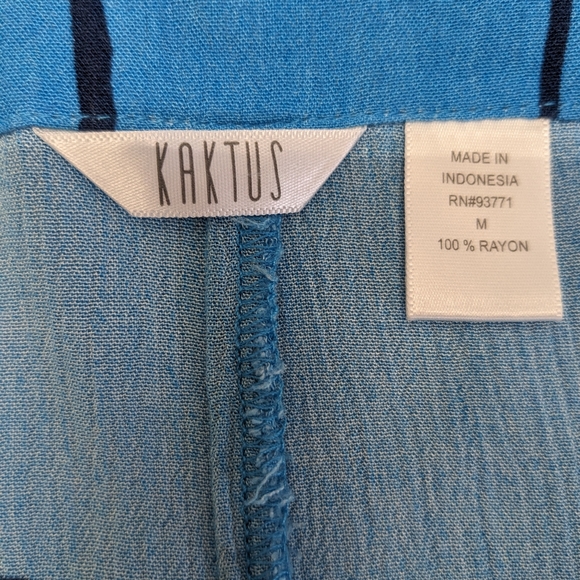 KAKTUS
MADE IN
INDONESIA
RN#93771
M
100 % RAYON